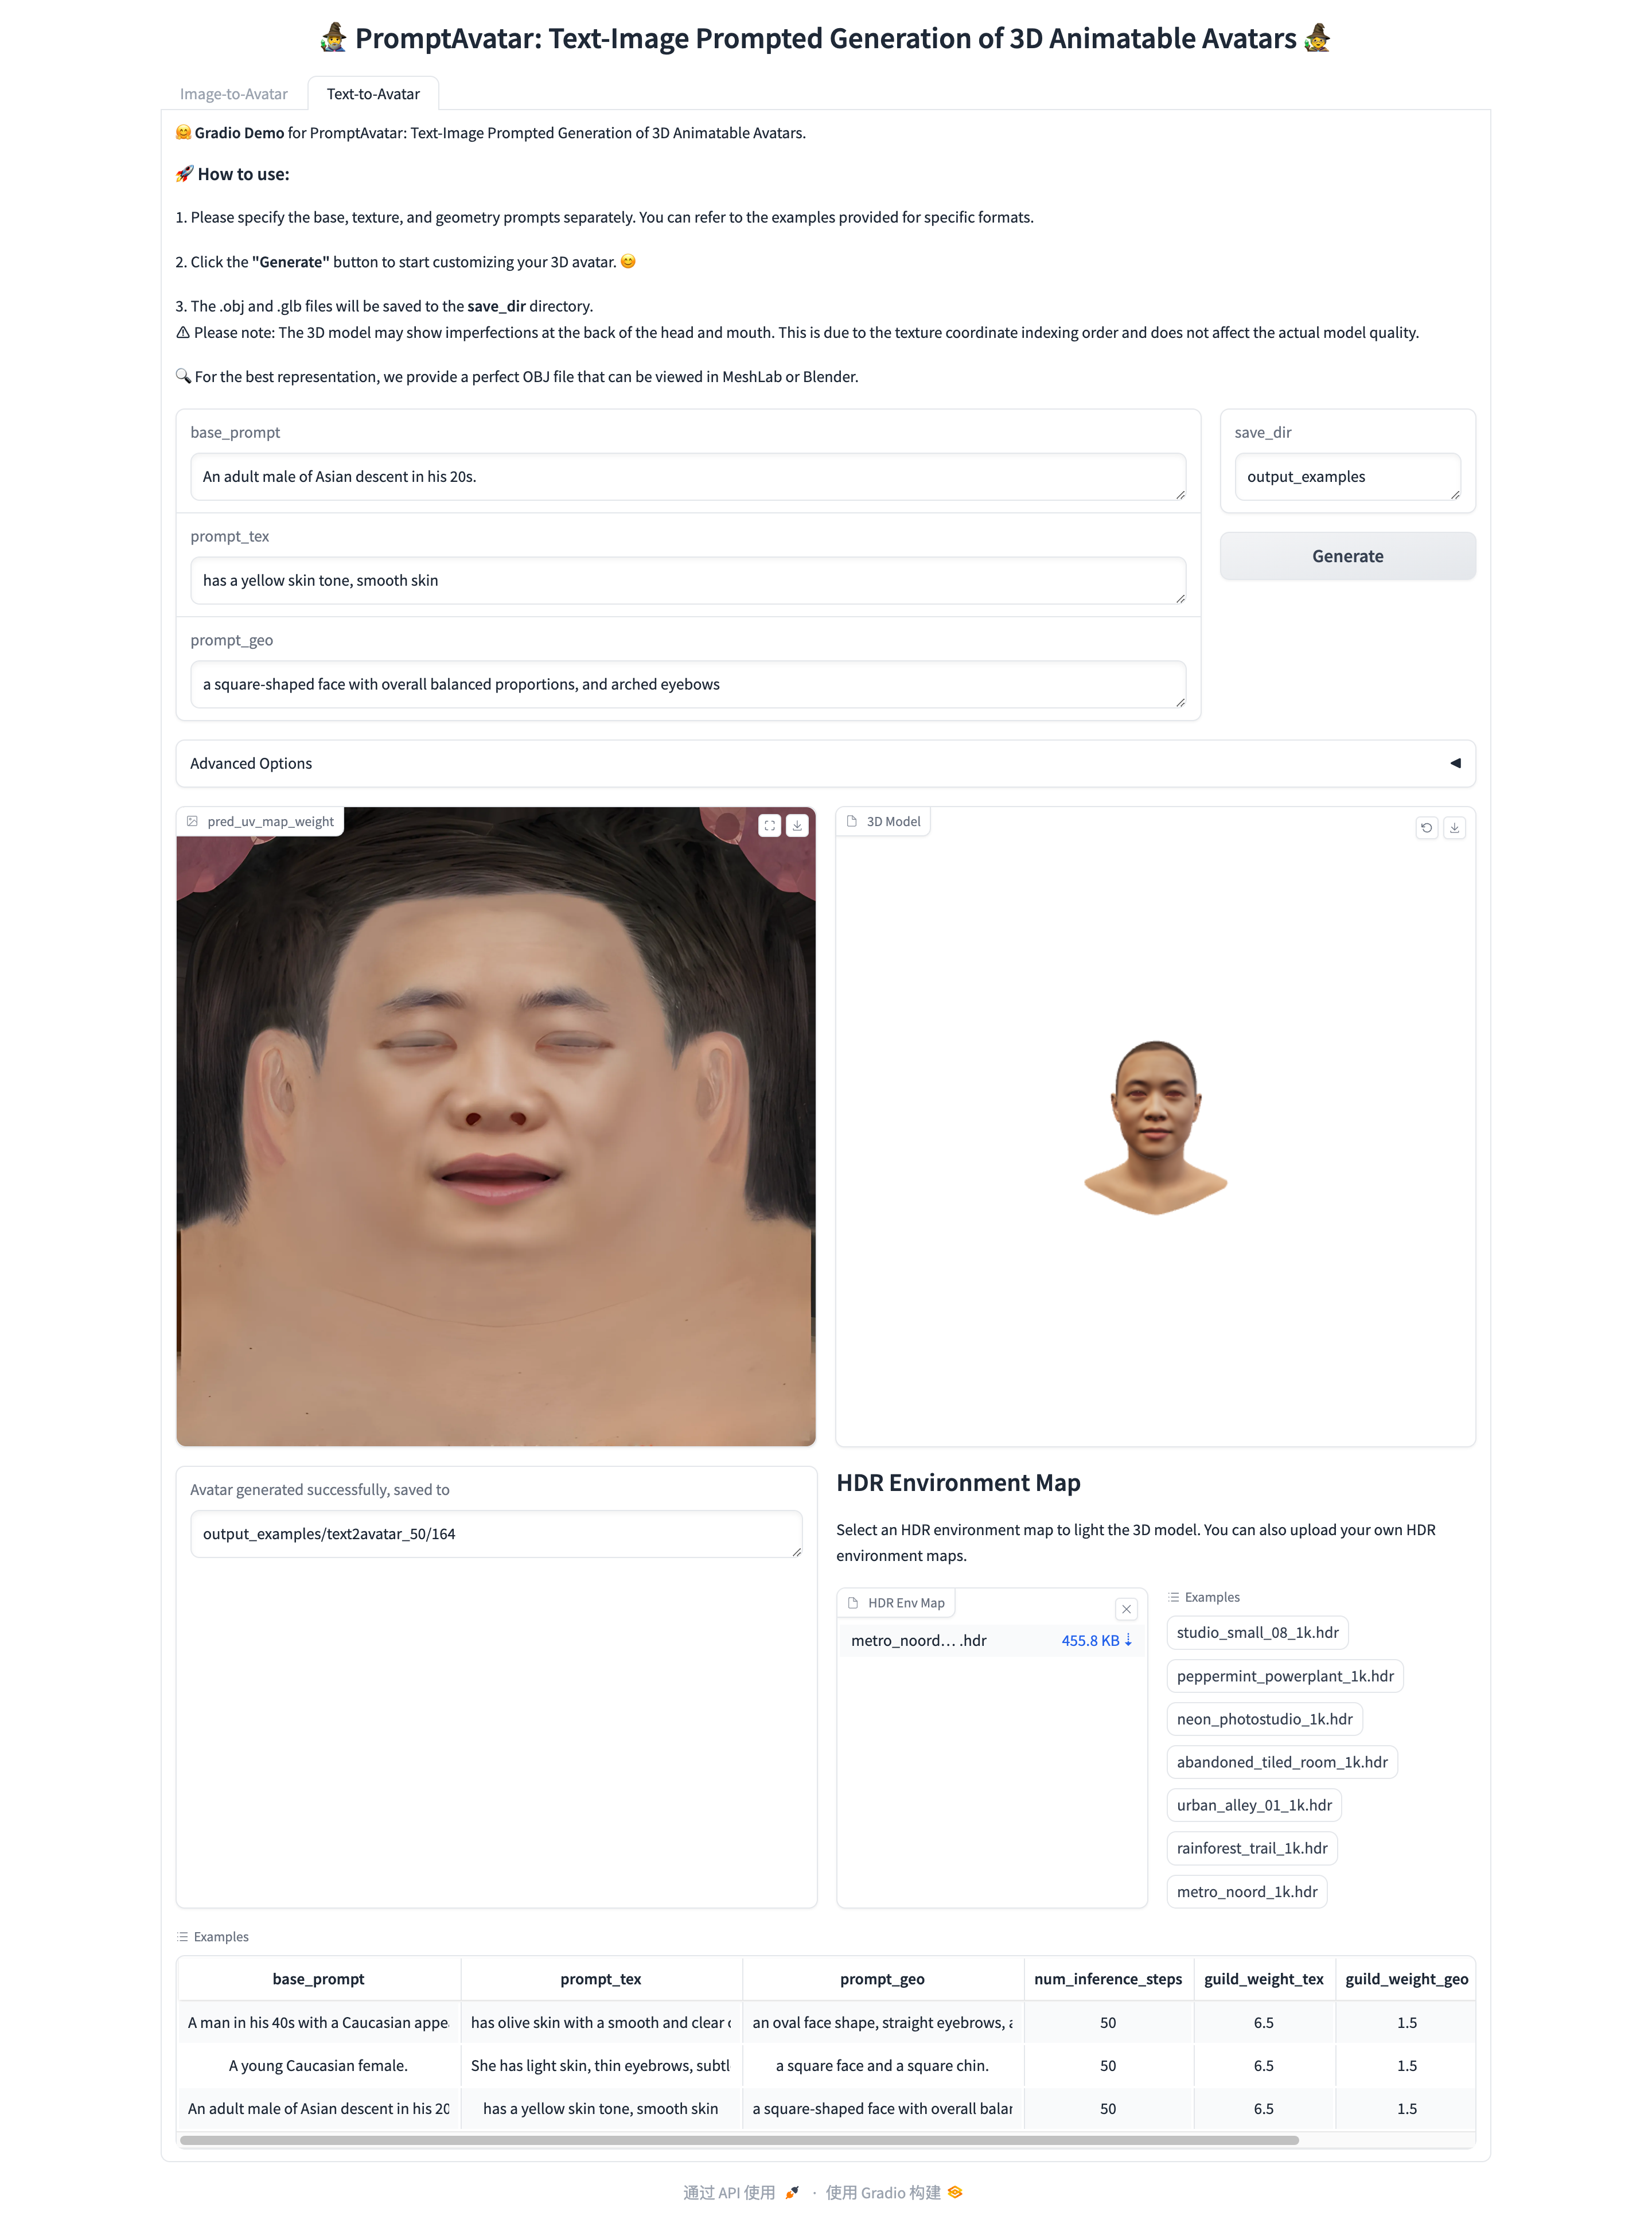 PromptAvatar: Text-Image Prompted Generation of 3D Animatable Avatars
Image-to-Avatar
Text-to-Avatar
Gradio Demo for PromptAvatar: Text-Image Prompted Generation of 3D Animatable Avatars.
How to use:
1. Please specify the base, texture, and geometry prompts separately. You can refer to the examples provided for specific formats.
2. Click the "Generate" button to start customizing your 3D avatar. 😊
3. The .obj and .glb files will be saved to the save_dir directory.
⚠ Please note: The 3D model may show imperfections at the back of the head and mouth. This is due to the texture coordinate indexing order and does not affect the actual model quality.
🔍 For the best representation, we provide a perfect OBJ file that can be viewed in MeshLab or Blender.
base_prompt
An adult male of Asian descent in his 20s.
save_dir
output_examples
prompt_tex
has a yellow skin tone, smooth skin
Generate
prompt_geo
a square-shaped face with overall balanced proportions, and arched eyebows
Advanced Options
pred_uv_map_weight
3D Model
Avatar generated successfully, saved to
output_examples/text2avatar_50/164
HDR Environment Map
Select an HDR environment map to light the 3D model. You can also upload your own HDR
environment maps.
HDR Env Map
metro_noord... .hdr 455.8 KB ⇣
Examples
studio_small_08_1k.hdr
peppermint_powerplant_1k.hdr
neon_photostudio_1k.hdr
abandoned_tiled_room_1k.hdr
urban_alley_01_1k.hdr
rainforest_trail_1k.hdr
metro_noord_1k.hdr
Examples
base_prompt prompt_tex prompt_geo num_inference_steps guild_weight_tex guild_weight_geo
A man in his 40s with a Caucasian appe has olive skin with a smooth and clear an oval face shape, straight eyebrows, 50 6.5 1.5
A young Caucasian female. She has light skin, thin eyebrows, subtl a square face and a square chin. 50 6.5 1.5
An adult male of Asian descent in his 20 has a yellow skin tone, smooth skin a square-shaped face with overall balar 50 6.5 1.5
通过 API 使用 · 使用 Gradio 构建